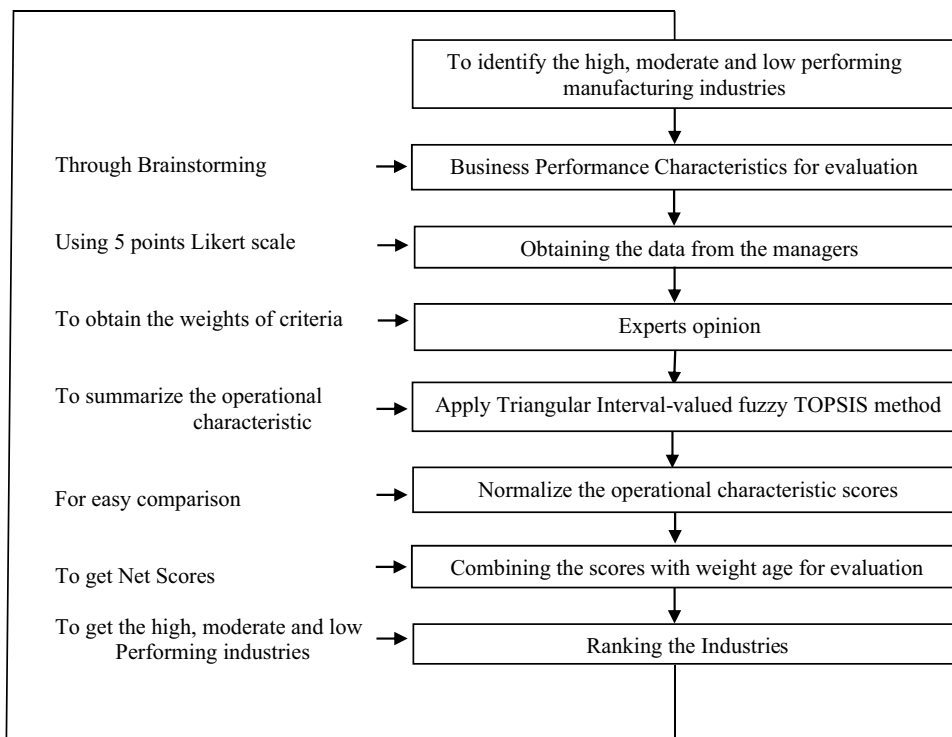 To identify the high, moderate and low performing
manufacturing industries
Through Brainstorming
Business Performance Characteristics for evaluation
Using 5 points Likert scale
Obtaining the data from the managers
To obtain the weights of criteria
Experts opinion
To summarize the operational
characteristic
Apply Triangular Interval-valued fuzzy TOPSIS method
For easy comparison
Normalize the operational characteristic scores
To get Net Scores
Combining the scores with weight age for evaluation
To get the high, moderate and low
Performing industries
Ranking the Industries